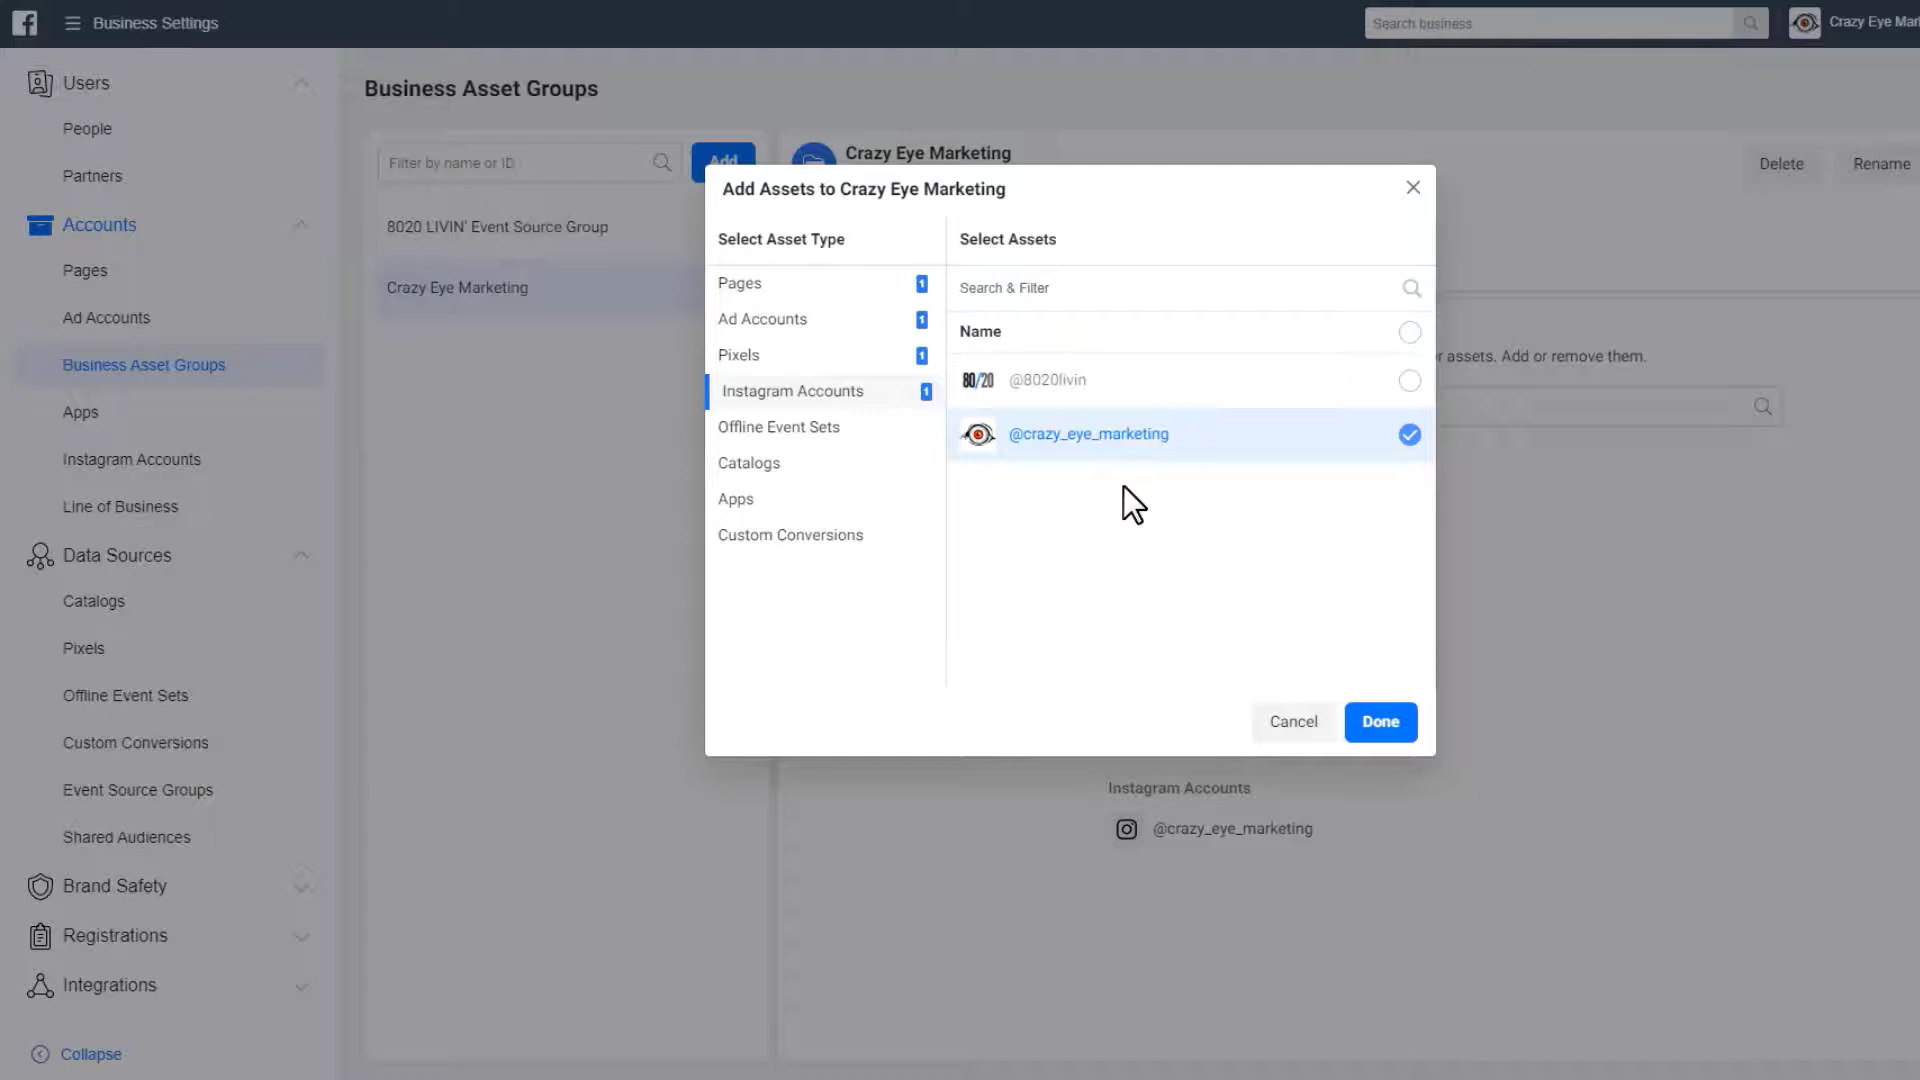 Business Settings
Search business
Crazy Eye Mar
Users
People
Partners
Accounts
Pages
Ad Accounts
Business Asset Groups
Apps
Instagram Accounts
Line of Business
Data Sources
Catalogs
Pixels
Offline Event Sets
Custom Conversions
Event Source Groups
Shared Audiences
Brand Safety
Registrations
Integrations
Collapse
Business Asset Groups
Filter by name or ID
Add
8020 LIVIN' Event Source Group
Crazy Eye Marketing
Crazy Eye Marketing
Delete
Rename
r assets. Add or remove them.
Add Assets to Crazy Eye Marketing
Select Asset Type
Pages 1
Ad Accounts 1
Pixels 1
Instagram Accounts 1
Offline Event Sets
Catalogs
Apps
Custom Conversions
Select Assets
Search & Filter
Name
80/20 @8020livin
@crazy_eye_marketing
Cancel
Done
Instagram Accounts
@crazy_eye_marketing